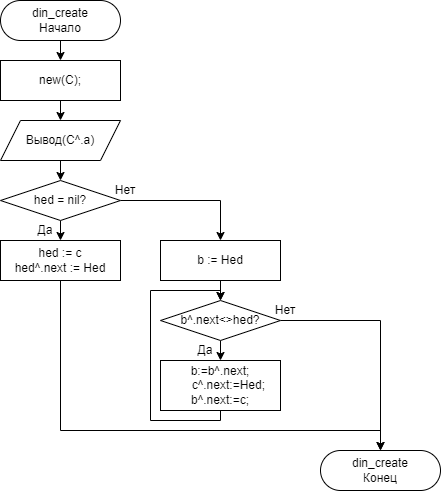 din_create
Начало
new(C);
Вывод(C^.a)
hed = nil?
Нет
Да
hed := c
hed^.next := Hed
b := Hed
b^.next<>hed?
Нет
Да
b:=b^.next;
c^.next:=Hed;
b^.next:=c;
din_create
Конец